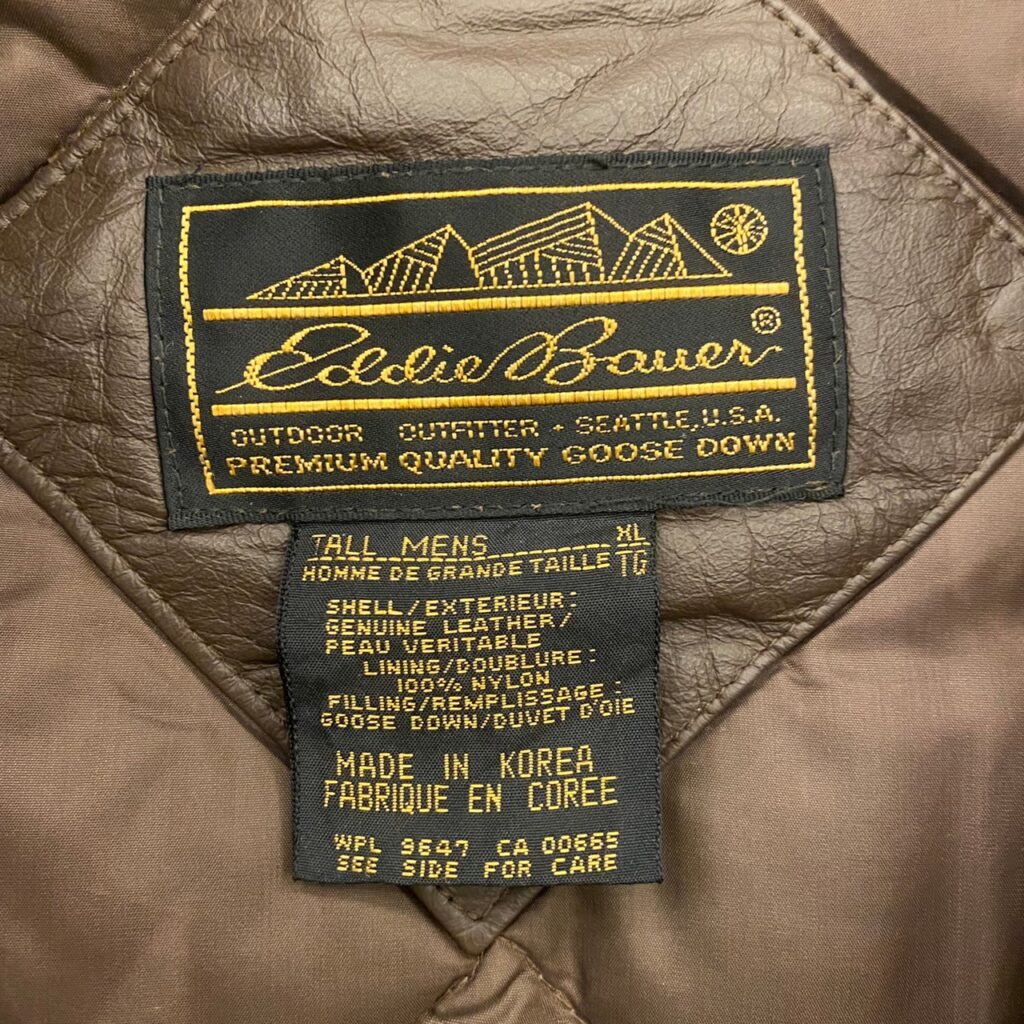 Eddie Bauer ®
OUTDOOR OUTFITTER • SEATTLE, U.S.A.
PREMIUM QUALITY GOOSE DOWN
TALL MENS XL
HOMME DE GRANDE TAILLE TG
SHELL/EXTERIEUR:
GENUINE LEATHER/
PEAU VERITABLE
LINING/DOUBLURE:
100% NYLON
FILLING/REMPLISSAGE:
GOOSE DOWN/DUVET D'OIE
MADE IN KOREA
FABRIQUE EN COREE
WPL 9647 CA 00665
SEE SIDE FOR CARE